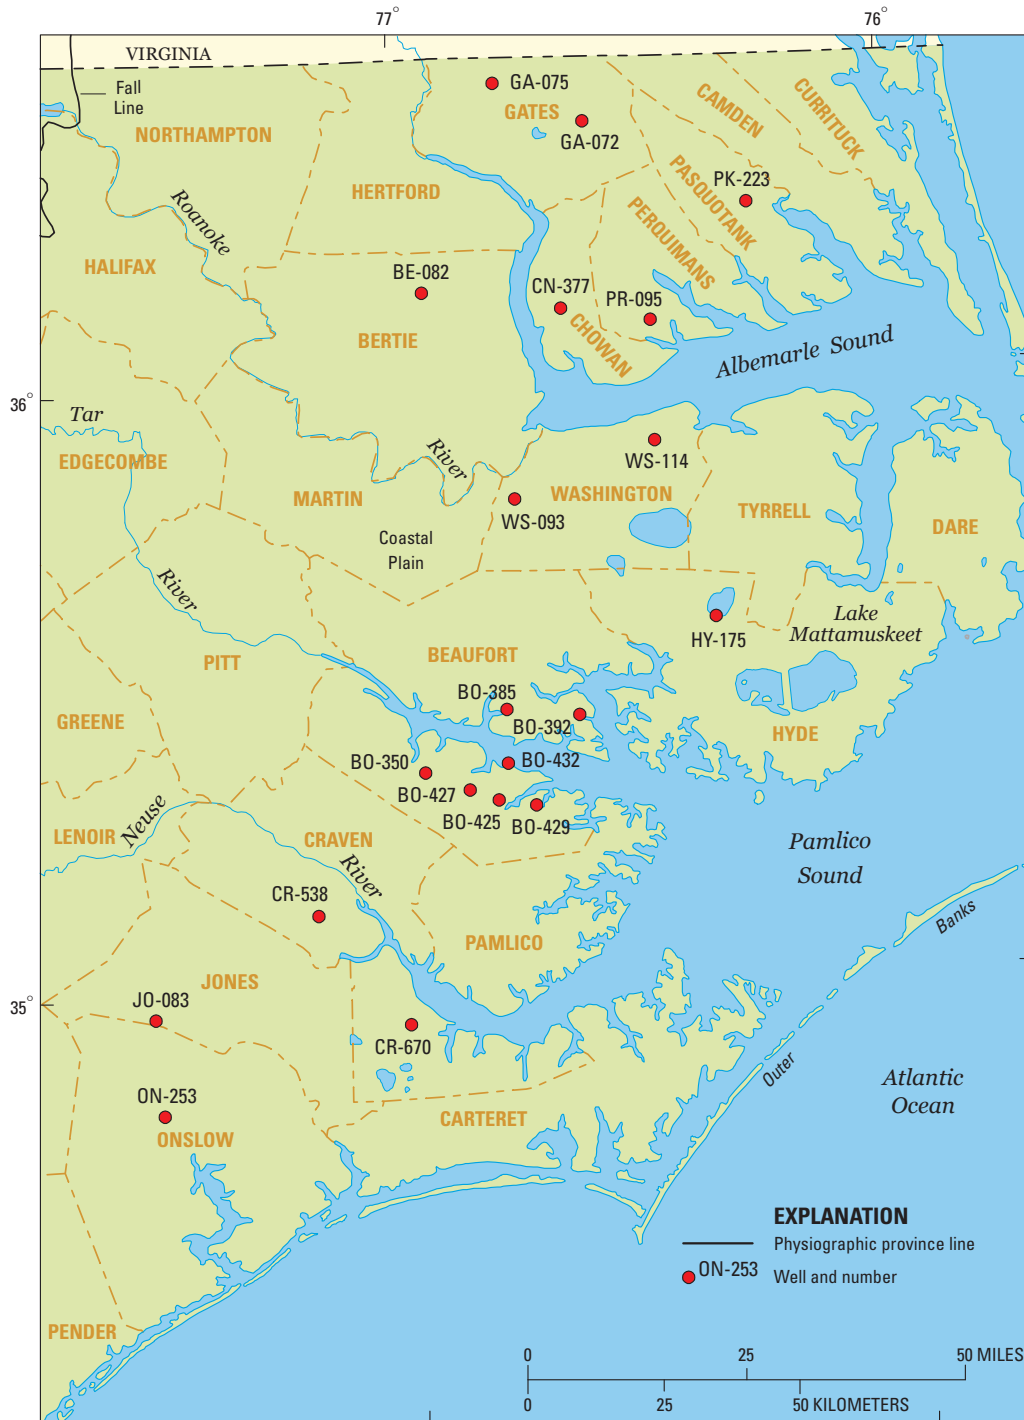 77°
76°
VIRGINIA
Fall
Line
NORTHAMPTON
GA-075
GATES
GA-072
CAMDEN
CURRITUCK
HERTFORD
PK-223
PASQUOTANK
PERQUIMANS
Roanoke
HALIFAX
BE-082
CN-377
PR-095
BERTIE
CHOWAN
Albemarle Sound
36°
Tar
EDGECOMBE
River
MARTIN
WS-114
WASHINGTON
WS-093
TYRRELL
DARE
Coastal
Plain
River
Lake
Mattamuskeet
HY-175
PITT
BEAUFORT
BO-385
BO-392
GREENE
HYDE
BO-350
BO-432
BO-427
BO-425
BO-429
LENOIR
Neuse
CRAVEN
River
Pamlico
Sound
CR-538
Banks
PAMLICO
JONES
35°
JO-083
CR-670
Outer
Atlantic
Ocean
ON-253
ONSLOW
CARTERET
EXPLANATION
Physiographic province line
ON-253 Well and number
PENDER
0 25 50 MILES
0 25 50 KILOMETERS